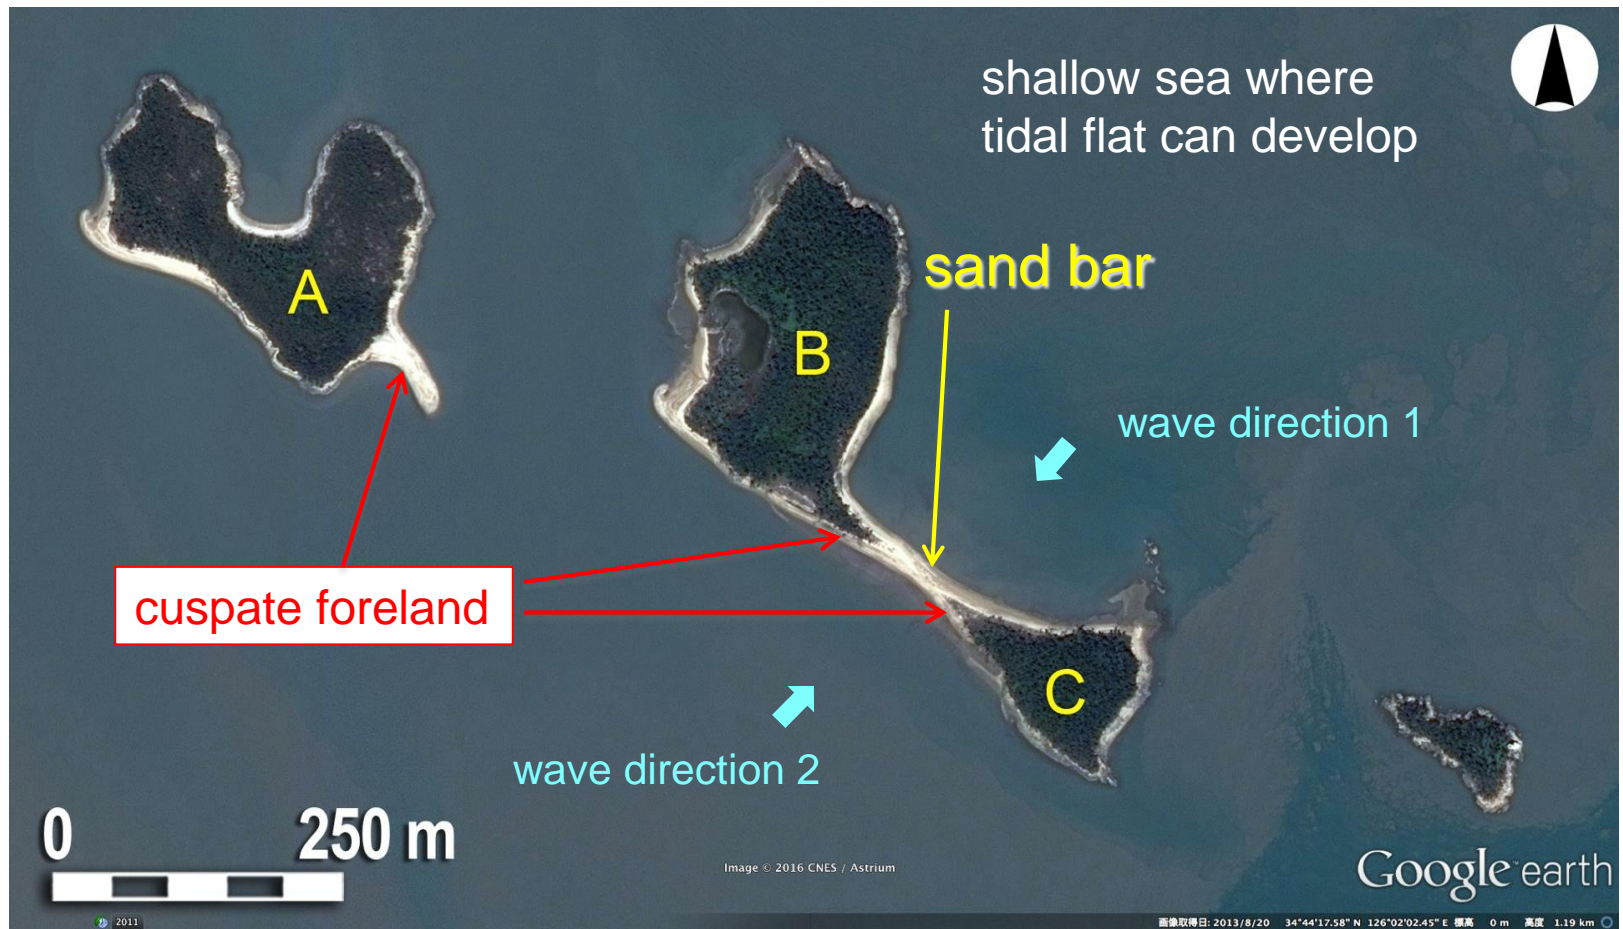 shallow sea where
tidal flat can develop
sand bar
A
B
wave direction 1
cuspate foreland
C
wave direction 2
0 250 m
Image © 2016 CNES / Astrium
Google earth
2011
画像取得日: 2013/8/20 34°44'17.58" N 126°02'02.45" E 標高 0 m 高度 1.19 km